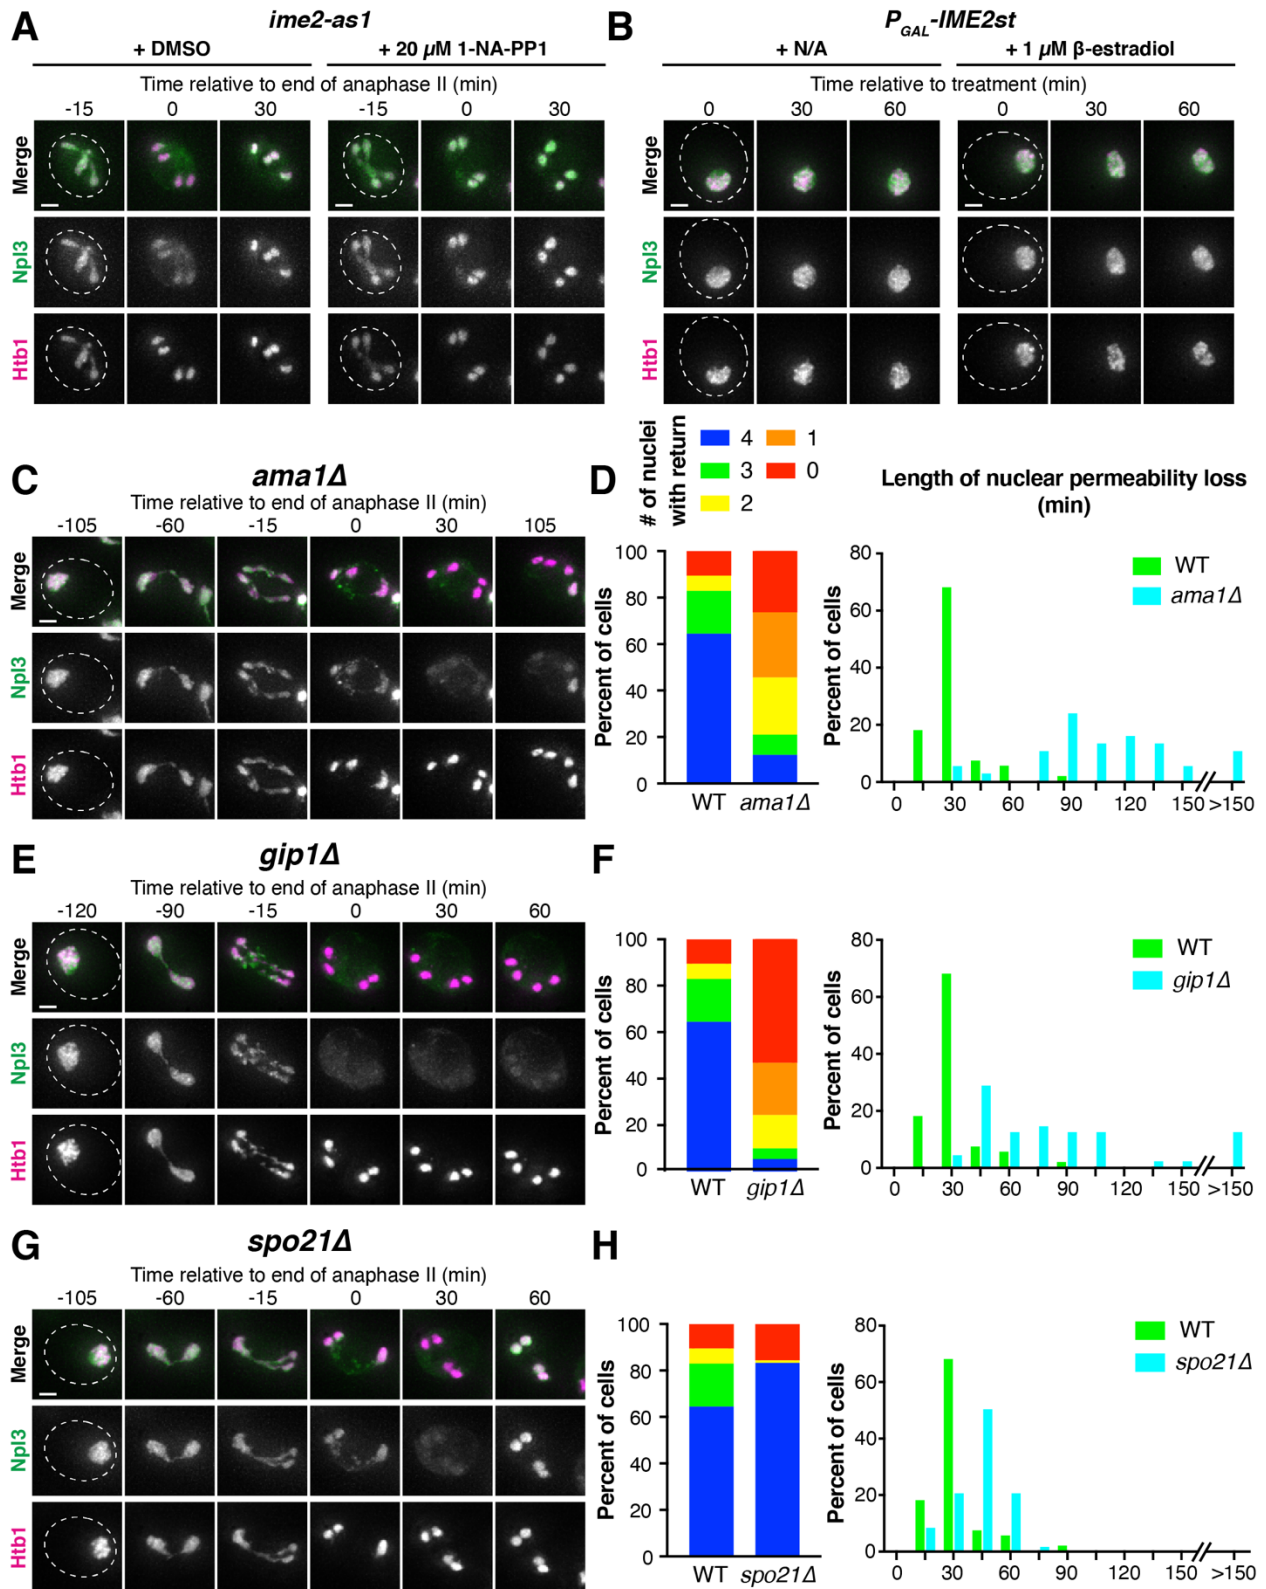 A
ime2-as1
+ DMSO
+ 20 µM 1-NA-PP1
Time relative to end of anaphase II (min)
-15 0 30 -15 0 30
Merge
Npl3
Htb1
B
P_GAL-IME2st
+ N/A
+ 1 µM β-estradiol
Time relative to treatment (min)
0 30 60 0 30 60
Merge
Npl3
Htb1
C
ama1Δ
Time relative to end of anaphase II (min)
-105 -60 -15 0 30 105
Merge
Npl3
Htb1
D
# of nuclei
with return
4 1
3 0
2
Percent of cells
100
80
60
40
20
0
WT ama1Δ
Length of nuclear permeability loss
(min)
Percent of cells
80
60
40
20
0
WT
ama1Δ
0 30 60 90 120 150 >150
E
gip1Δ
Time relative to end of anaphase II (min)
-120 -90 -15 0 30 60
Merge
Npl3
Htb1
F
Percent of cells
100
80
60
40
20
0
WT gip1Δ
Percent of cells
80
60
40
20
0
WT
gip1Δ
0 30 60 90 120 150 >150
G
spo21Δ
Time relative to end of anaphase II (min)
-105 -60 -15 0 30 60
Merge
Npl3
Htb1
H
Percent of cells
100
80
60
40
20
0
WT spo21Δ
Percent of cells
80
60
40
20
0
WT
spo21Δ
0 30 60 90 120 150 >150